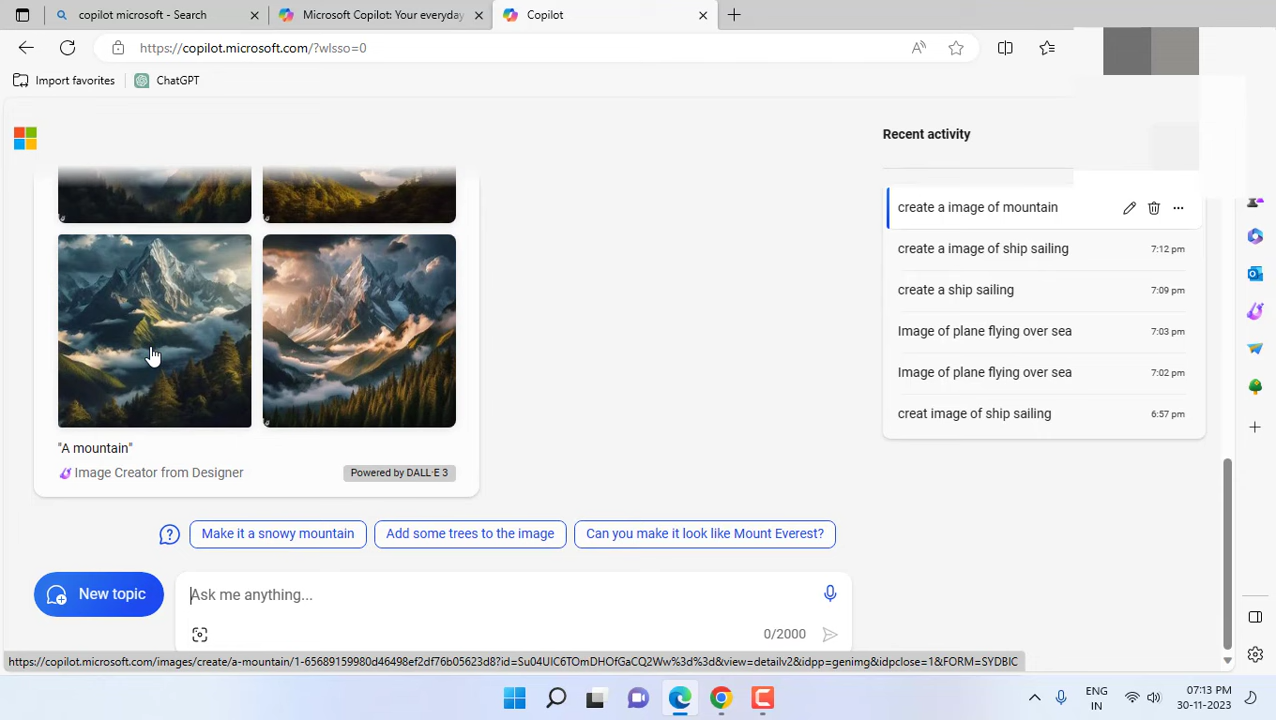 copilot microsoft - Search
Microsoft Copilot: Your everyday
Copilot
https://copilot.microsoft.com/?wlsso=0
Import favorites
ChatGPT
Recent activity
create a image of mountain
create a image of ship sailing 7:12 pm
create a ship sailing 7:09 pm
Image of plane flying over sea 7:03 pm
Image of plane flying over sea 7:02 pm
creat image of ship sailing 6:57 pm
"A mountain"
Image Creator from Designer
Powered by DALL·E 3
Make it a snowy mountain
Add some trees to the image
Can you make it look like Mount Everest?
New topic
Ask me anything...
0/2000
https://copilot.microsoft.com/images/create/a-mountain/1-65689159980d46498ef2df76b05623d8?id=Su04UIC6TOmDHOfGaCQ2Ww%3d%3d&view=detailv2&idpp=genimg&idpclose=1&FORM=SYDBIC
ENG
IN
07:13 PM
30-11-2023